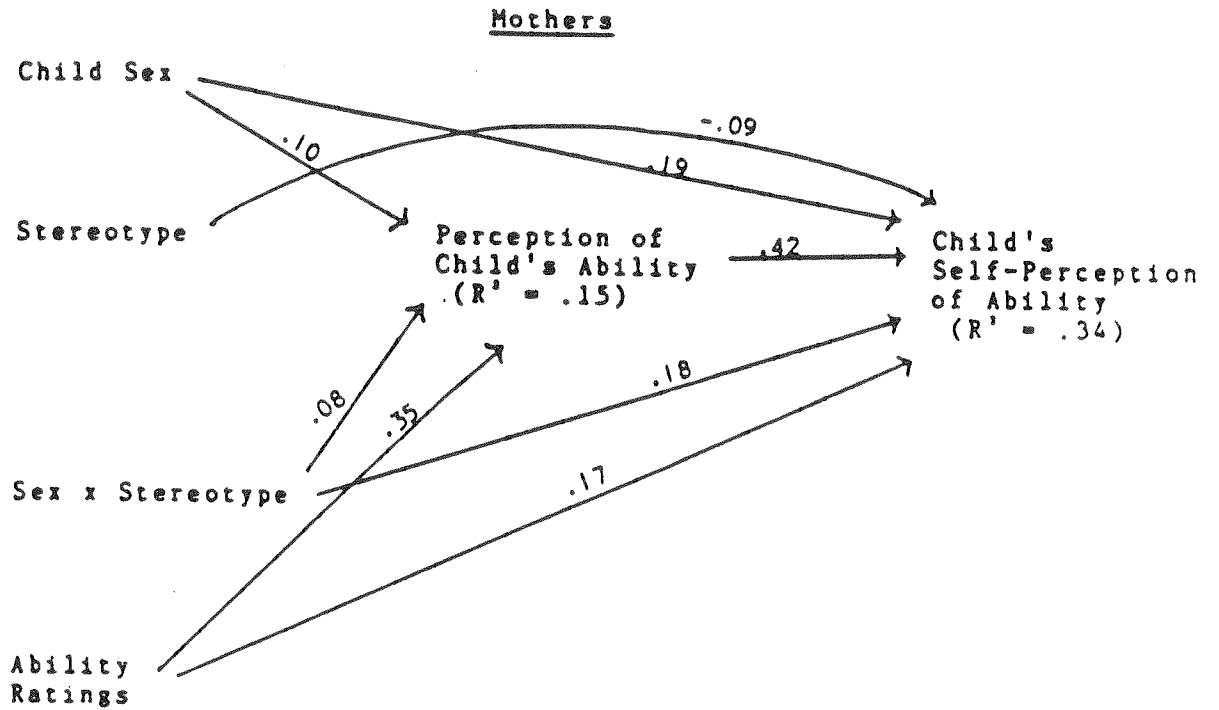 Mothers
Child Sex
-.09
.10
.19
Stereotype
Perception of
Child's Ability
.(R² = .15)
.42
Child's
Self-Perception
of Ability
(R² = .34)
.18
.08
.35
.17
Sex x Stereotype
Ability
Ratings